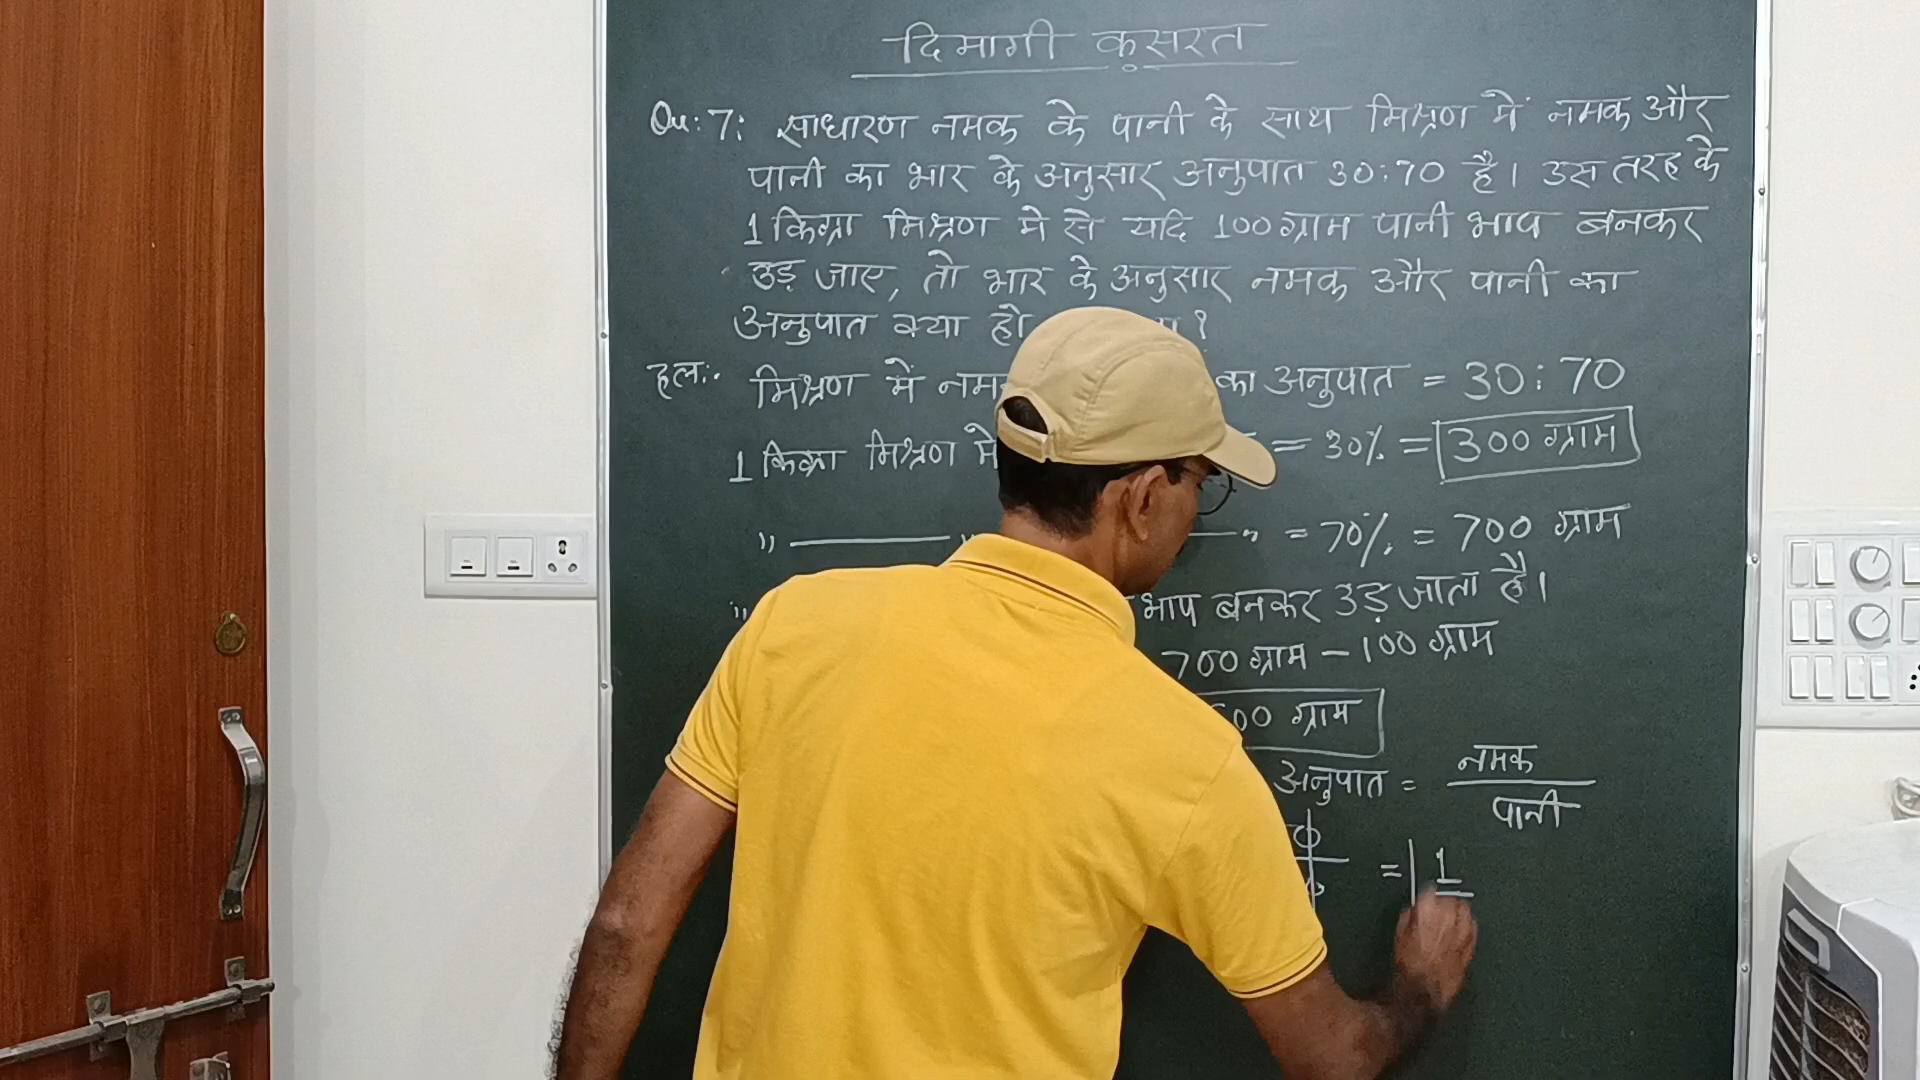 दिमागी कसरत
Qu: 7: साधारण नमक के पानी के साथ मिश्रण में नमक और
पानी का भार के अनुसार अनुपात 30:70 है। उस तरह के
1 किग्रा मिश्रण में से यदि 100 ग्राम पानी भाप बनकर
उड़ जाए, तो भार के अनुसार नमक और पानी का
अनुपात क्या हो ?
हल:- मिश्रण में का अनुपात = 30 : 70
1 किग्रा मिश्रण में = 30% = 300 ग्राम
" — " — " = 70% = 700 ग्राम
" भाप बनकर उड़ जाता है।
700 ग्राम - 100 ग्राम
00 ग्राम
अनुपात = नमक
पानी
= 1